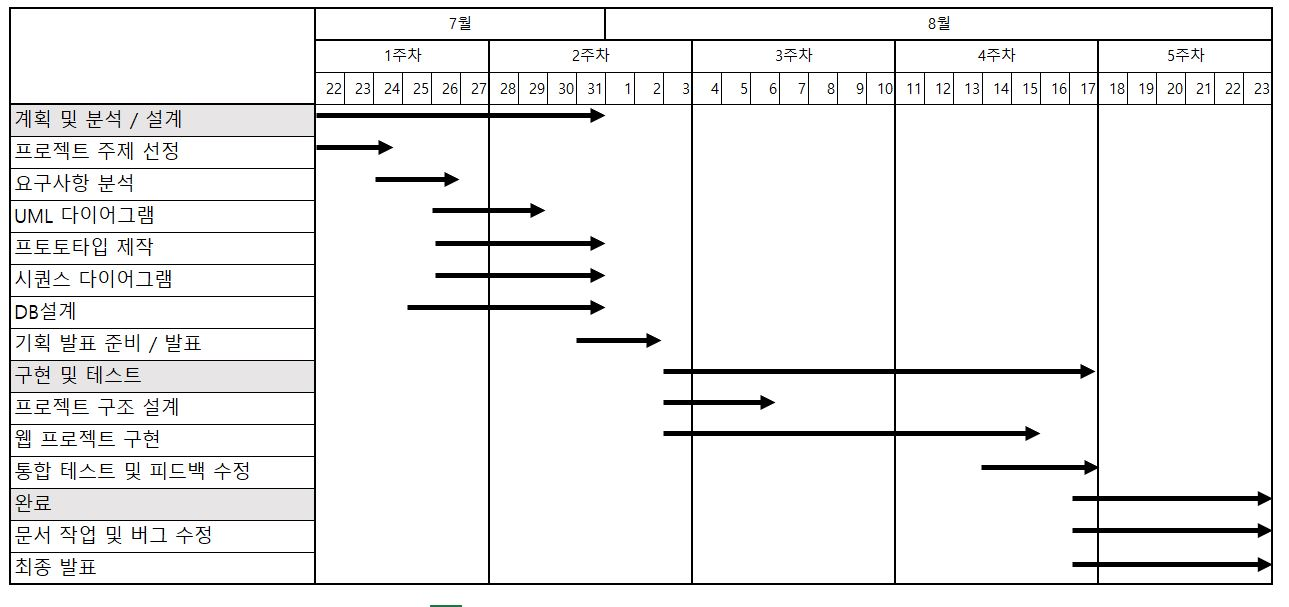 7월 8월
1주차 2주차 3주차 4주차 5주차
22 23 24 25 26 27 28 29 30 31 1 2 3 4 5 6 7 8 9 10 11 12 13 14 15 16 17 18 19 20 21 22 23
계획 및 분석 / 설계
프로젝트 주제 선정
요구사항 분석
UML 다이어그램
프토토타입 제작
시퀀스 다이어그램
DB설계
기획 발표 준비 / 발표
구현 및 테스트
프로젝트 구조 설계
웹 프로젝트 구현
통합 테스트 및 피드백 수정
완료
문서 작업 및 버그 수정
최종 발표